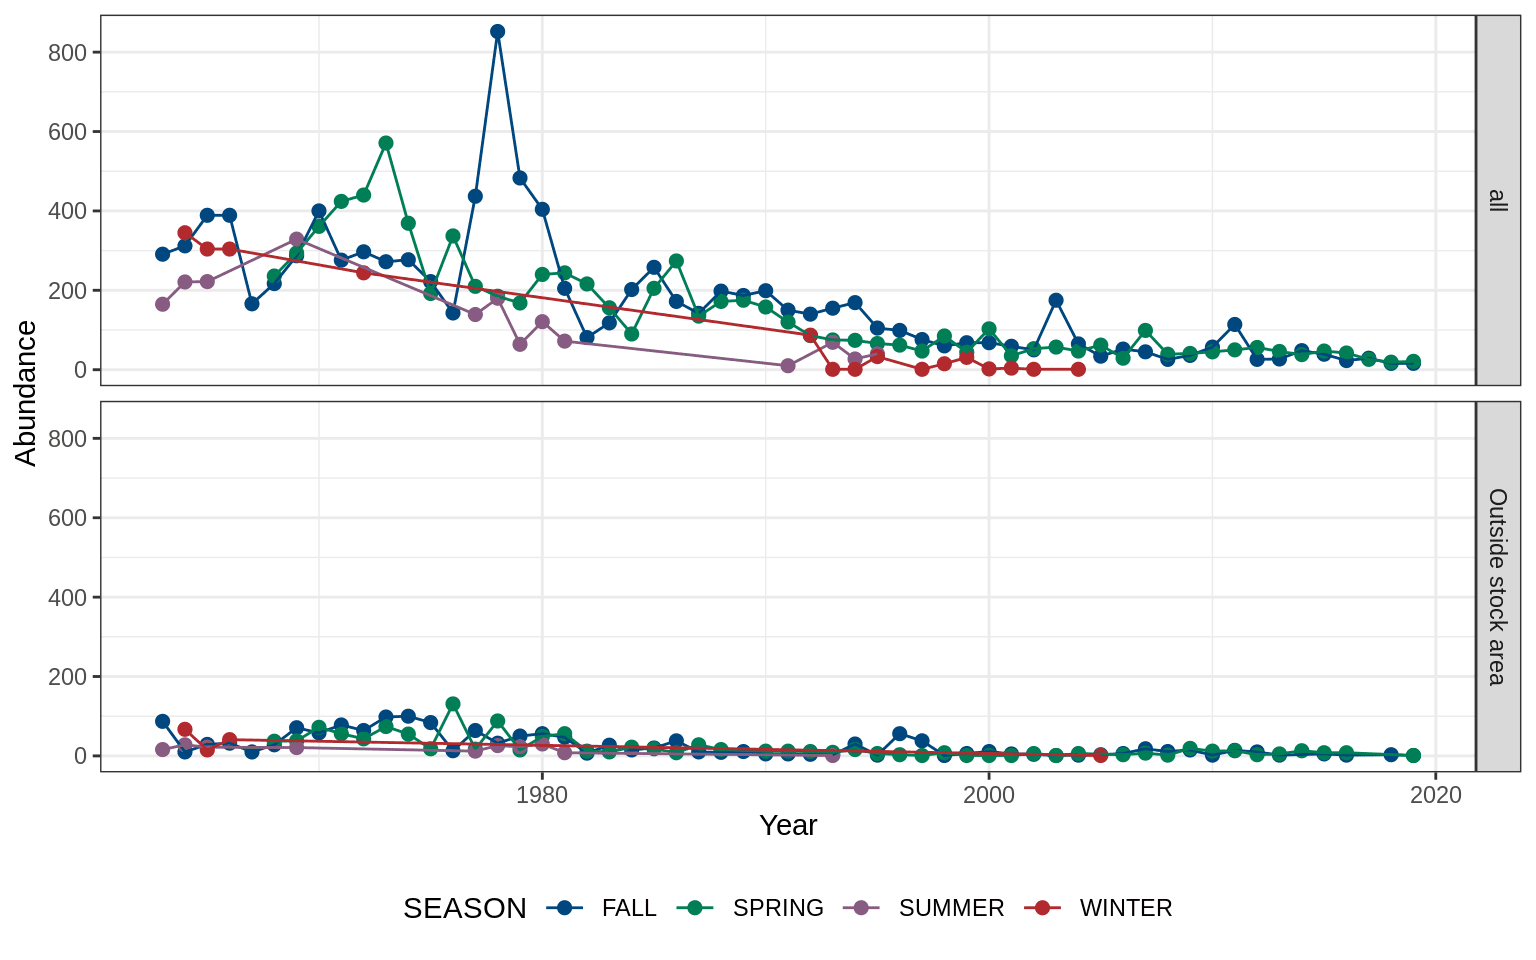 800
600
400
200
0
all
Abundance
800
600
400
200
0
Outside stock area
1980 2000 2020
Year
SEASON FALL SPRING SUMMER WINTER